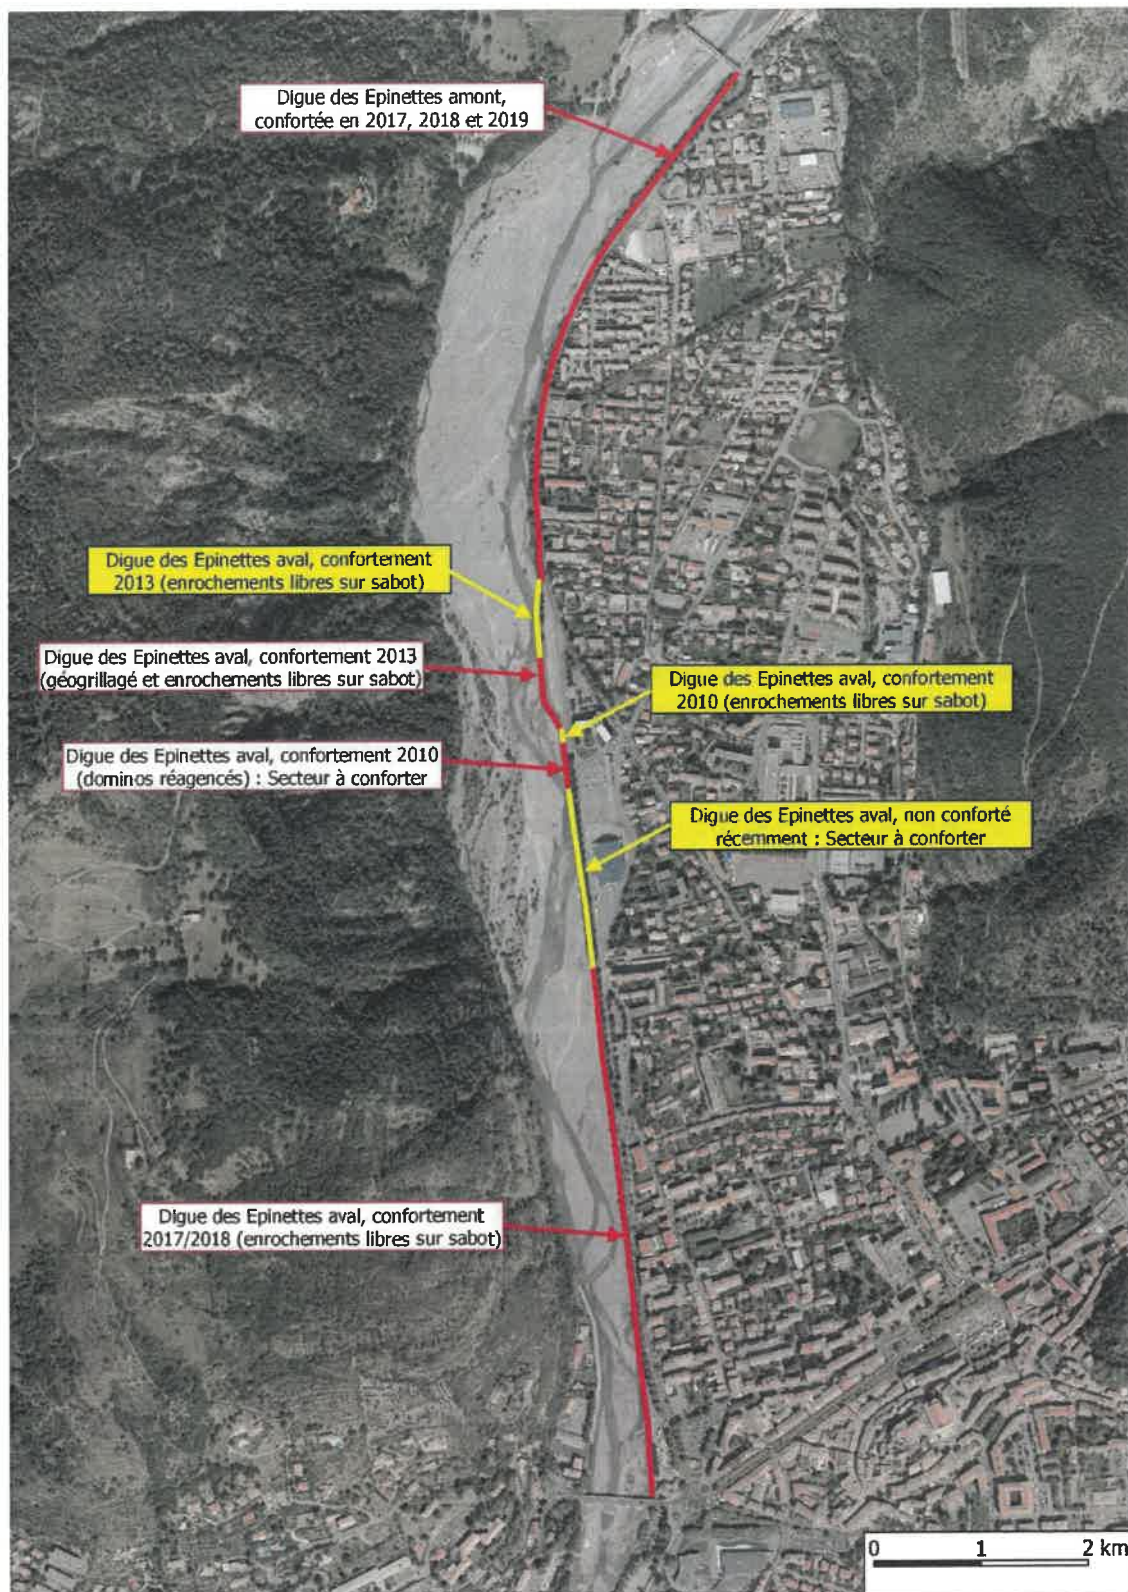 Digue des Epinettes amont,
confortée en 2017, 2018 et 2019
Digue des Epinettes aval, confortement
2013 (enrochements libres sur sabot)
Digue des Epinettes aval, confortement 2013
(géogrillagé et enrochements libres sur sabot)
Digue des Epinettes aval, confortement
2010 (enrochements libres sur sabot)
Digue des Epinettes aval, confortement 2010
(dominos réagencés) : Secteur à conforter
Digue des Epinettes aval, non conforté
récemment : Secteur à conforter
Digue des Epinettes aval, confortement
2017/2018 (enrochements libres sur sabot)
0 1 2 km